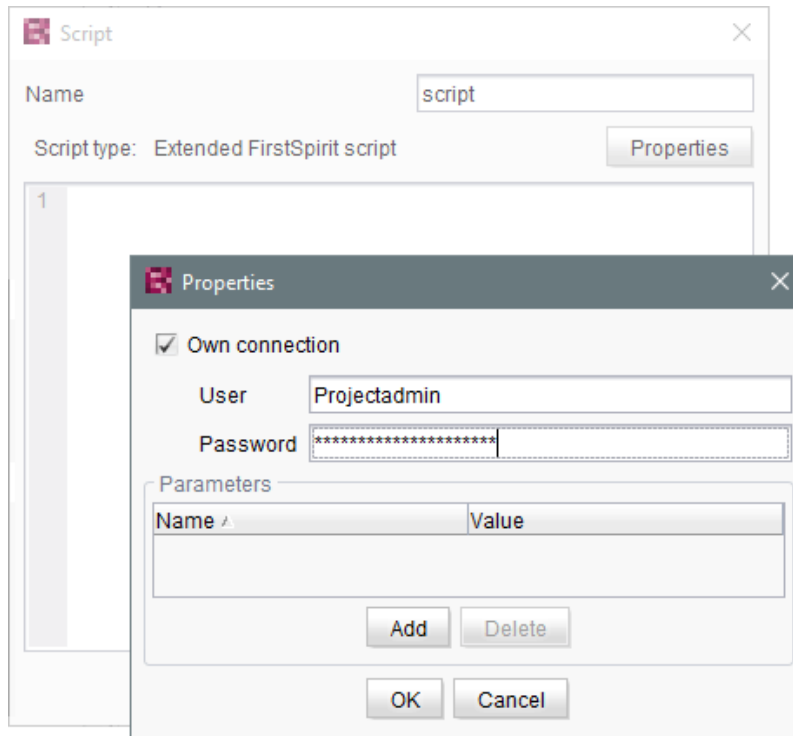 Script
Name script
Script type: Extended FirstSpirit script Properties
1
Properties
Own connection
User Projectadmin
Password *********************
Parameters
Name Value
Add Delete
OK Cancel